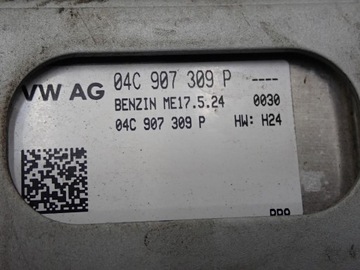 VW AG 04C 907 309 P ----
BENZIN ME17.5.24 0030
04C 907 309 P HW: H24